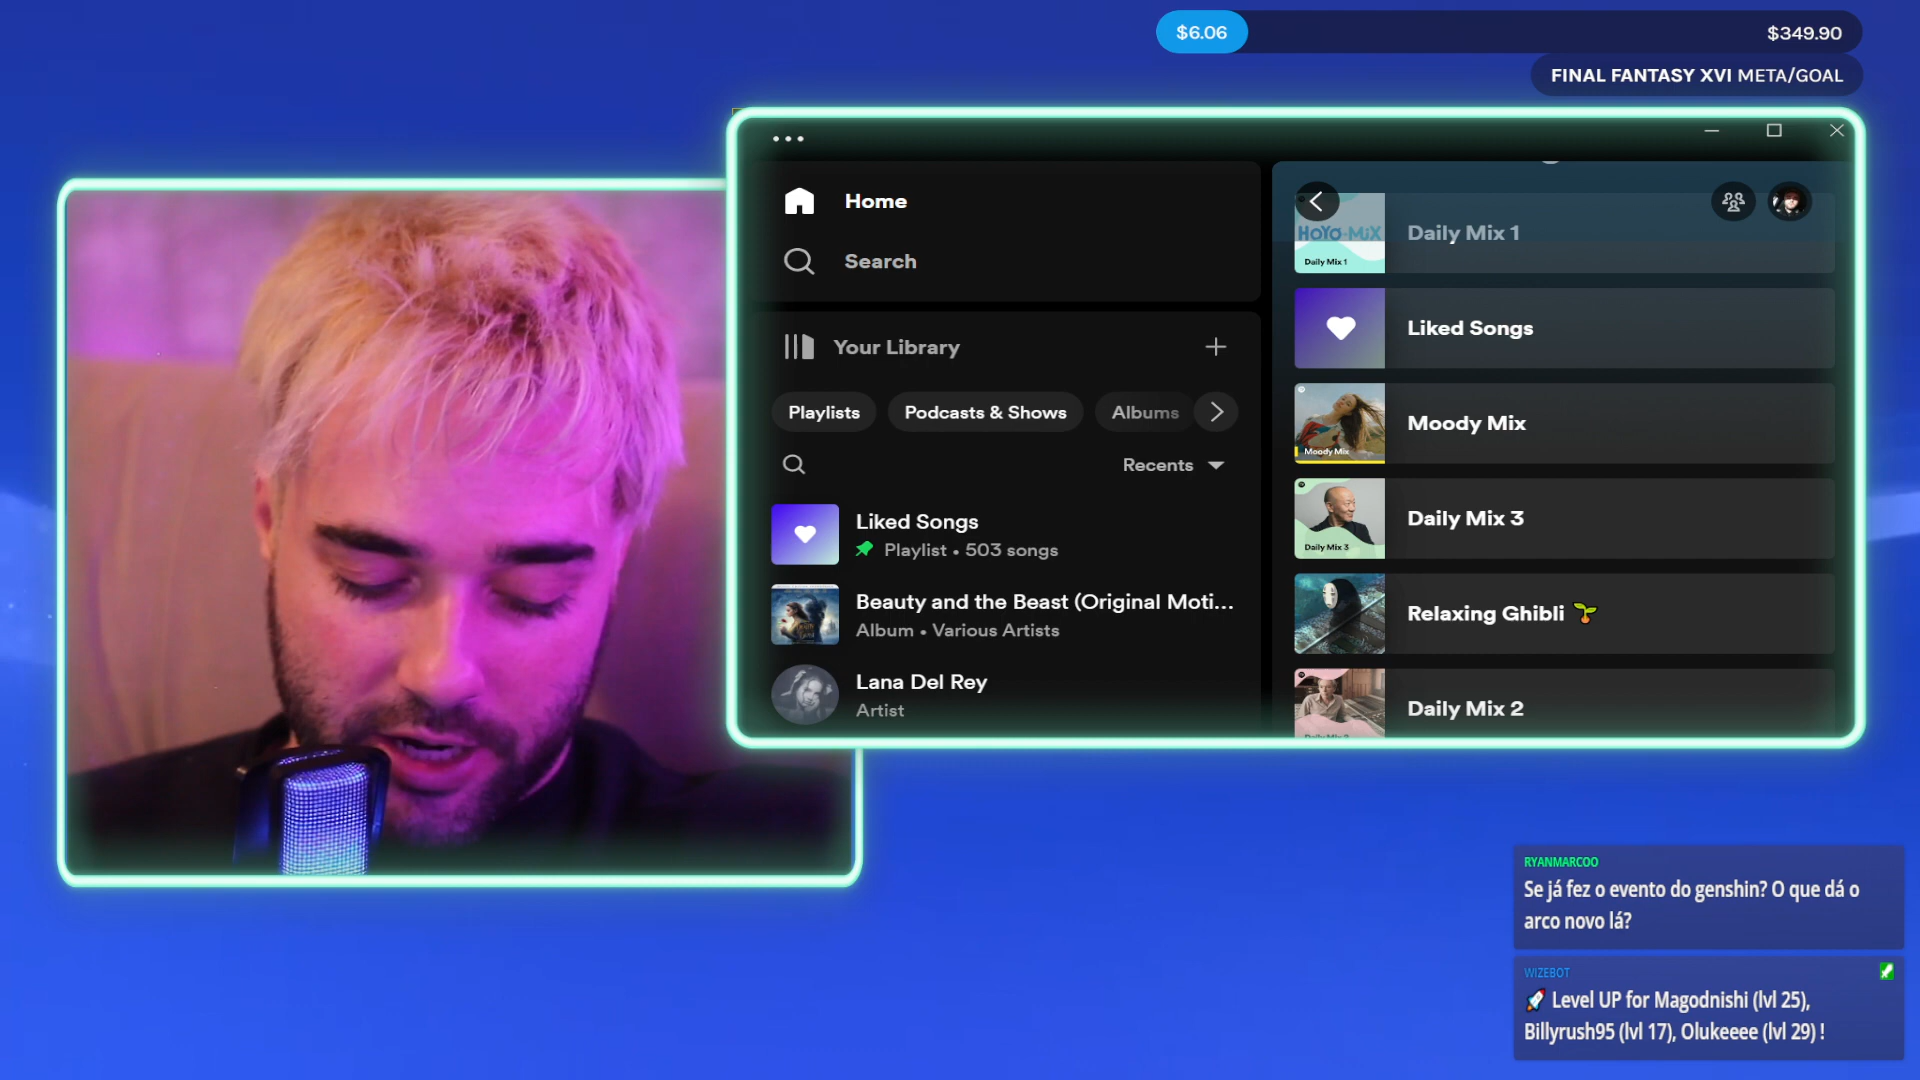 $6.06
$349.90
FINAL FANTASY XVI META/GOAL
Home
Search
Your Library
Playlists
Podcasts & Shows
Albums
Recents
Liked Songs
Playlist • 503 songs
Beauty and the Beast (Original Moti...
Album • Various Artists
Lana Del Rey
Artist
HOYO-MiX
Daily Mix 1
Daily Mix 1
Liked Songs
Moody Mix
Moody Mix
Daily Mix 3
Daily Mix 3
Relaxing Ghibli 🌱
Daily Mix 2
RYANMARCOO
Se já fez o evento do genshin? O que dá o
arco novo lá?
WIZEBOT
🚀 Level UP for Magodnishi (lvl 25),
Billyrush95 (lvl 17), Olukeeee (lvl 29) !